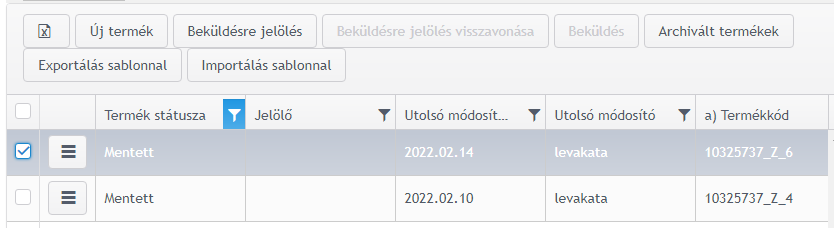 Új termék Beküldésre jelölés Beküldésre jelölés visszavonása Beküldés Archivált termékek
Exportálás sablonnal Importálás sablonnal
Termék státusza Jelölő Utolsó módosít... Utolsó módosító a) Termékkód
Mentett 2022.02.14 levakata 10325737_Z_6
Mentett 2022.02.10 levakata 10325737_Z_4